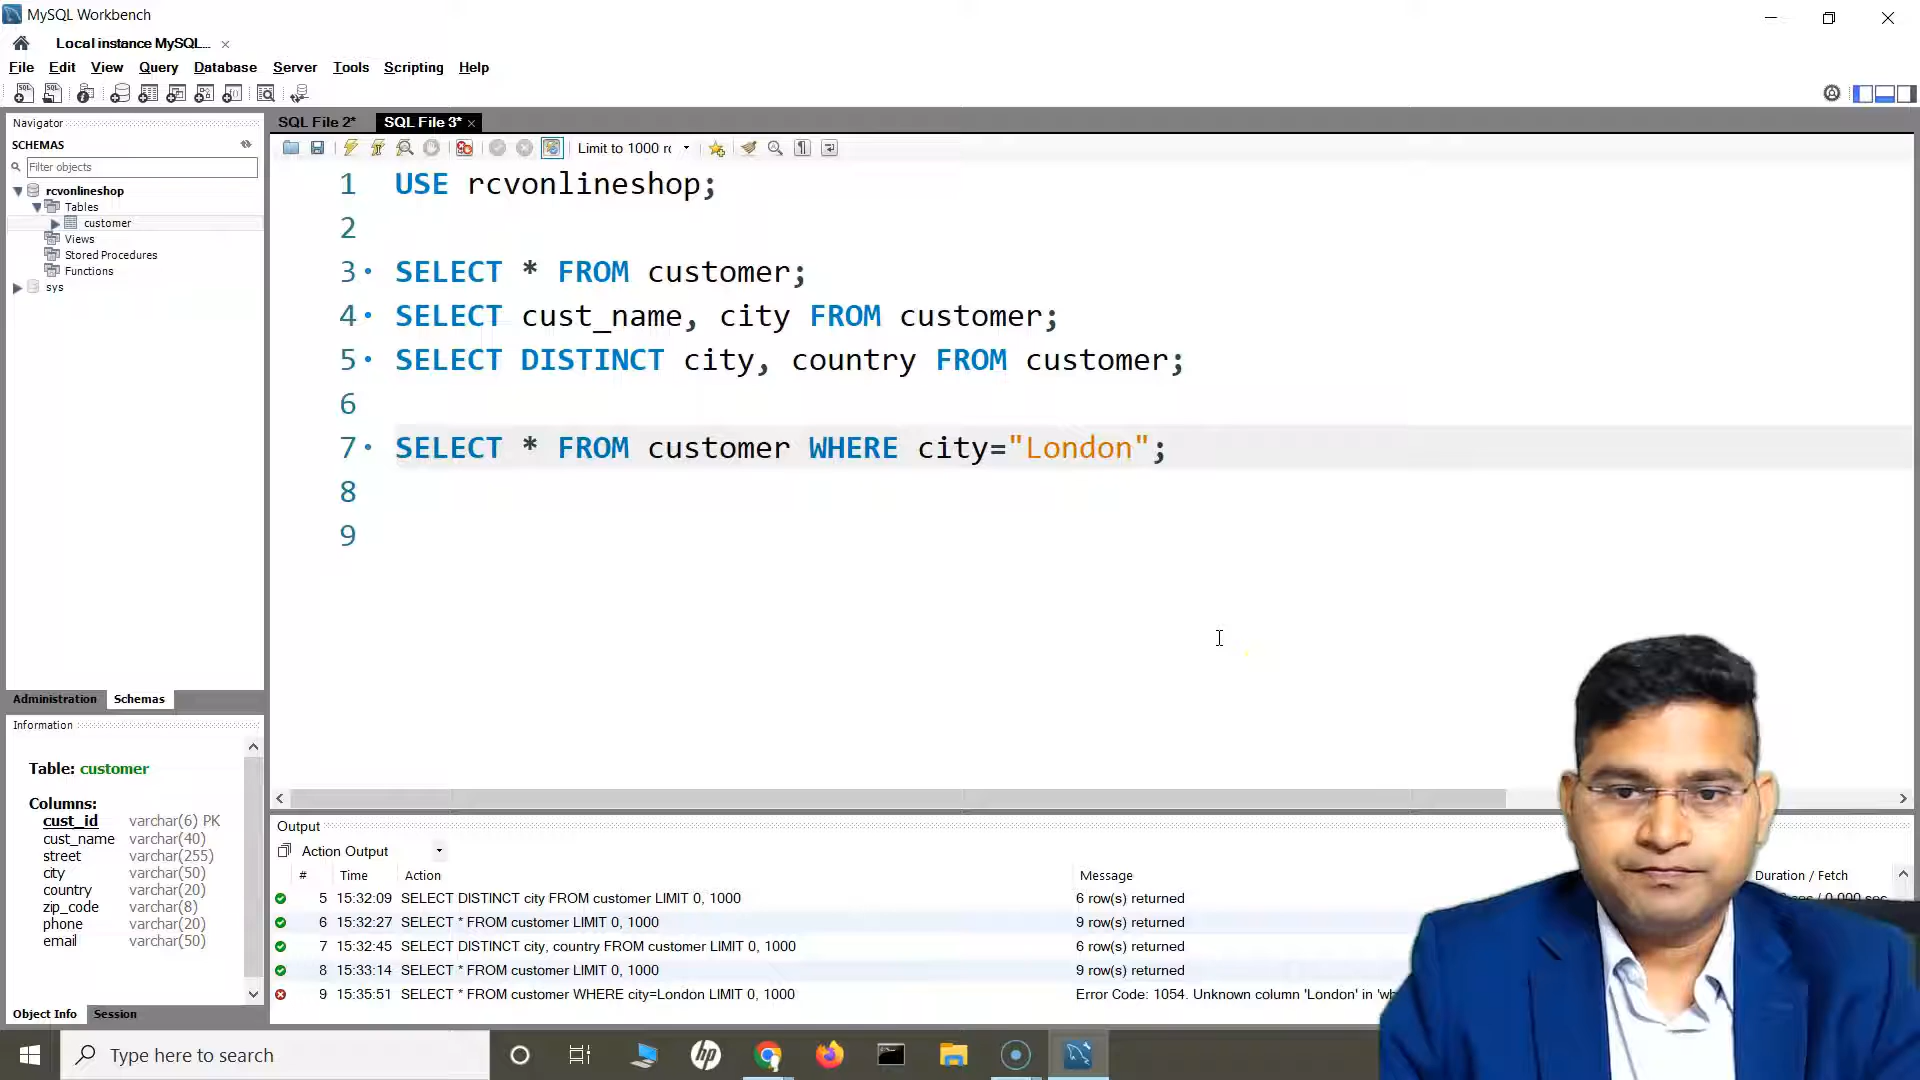 MySQL Workbench
Local instance MySQL...
File Edit View Query Database Server Tools Scripting Help
Navigator
SCHEMAS
Filter objects
rcvonlineshop
Tables
customer
Views
Stored Procedures
Functions
sys
Administration Schemas
Information
Table: customer
Columns:
cust_id varchar(6) PK
cust_name varchar(40)
street varchar(255)
city varchar(50)
country varchar(20)
zip_code varchar(8)
phone varchar(20)
email varchar(50)
Object Info Session
SQL File 2* SQL File 3*
Limit to 1000 rc
1 USE rcvonlineshop;
2
3 SELECT * FROM customer;
4 SELECT cust_name, city FROM customer;
5 SELECT DISTINCT city, country FROM customer;
6
7 SELECT * FROM customer WHERE city="London";
8
9
Output
Action Output
# Time Action Message Duration / Fetch
5 15:32:09 SELECT DISTINCT city FROM customer LIMIT 0, 1000 6 row(s) returned
6 15:32:27 SELECT * FROM customer LIMIT 0, 1000 9 row(s) returned
7 15:32:45 SELECT DISTINCT city, country FROM customer LIMIT 0, 1000 6 row(s) returned
8 15:33:14 SELECT * FROM customer LIMIT 0, 1000 9 row(s) returned
9 15:35:51 SELECT * FROM customer WHERE city=London LIMIT 0, 1000 Error Code: 1054. Unknown column 'London' in
Type here to search
hp